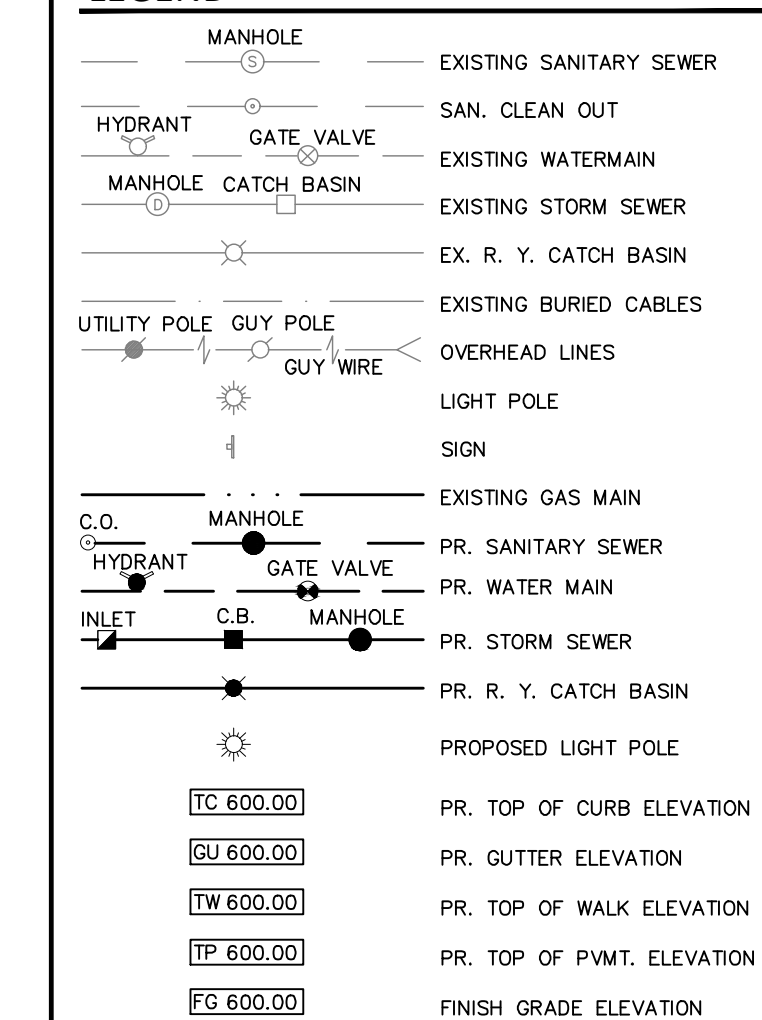 MANHOLE
S
EXISTING SANITARY SEWER
SAN. CLEAN OUT
HYDRANT
GATE VALVE
EXISTING WATERMAIN
MANHOLE CATCH BASIN
D
EXISTING STORM SEWER
EX. R. Y. CATCH BASIN
EXISTING BURIED CABLES
UTILITY POLE GUY POLE
GUY WIRE
OVERHEAD LINES
LIGHT POLE
SIGN
EXISTING GAS MAIN
C.O.
MANHOLE
PR. SANITARY SEWER
HYDRANT
GATE VALVE
PR. WATER MAIN
INLET C.B. MANHOLE
PR. STORM SEWER
PR. R. Y. CATCH BASIN
PROPOSED LIGHT POLE
TC 600.00 PR. TOP OF CURB ELEVATION
GU 600.00 PR. GUTTER ELEVATION
TW 600.00 PR. TOP OF WALK ELEVATION
TP 600.00 PR. TOP OF PVMT. ELEVATION
FG 600.00 FINISH GRADE ELEVATION